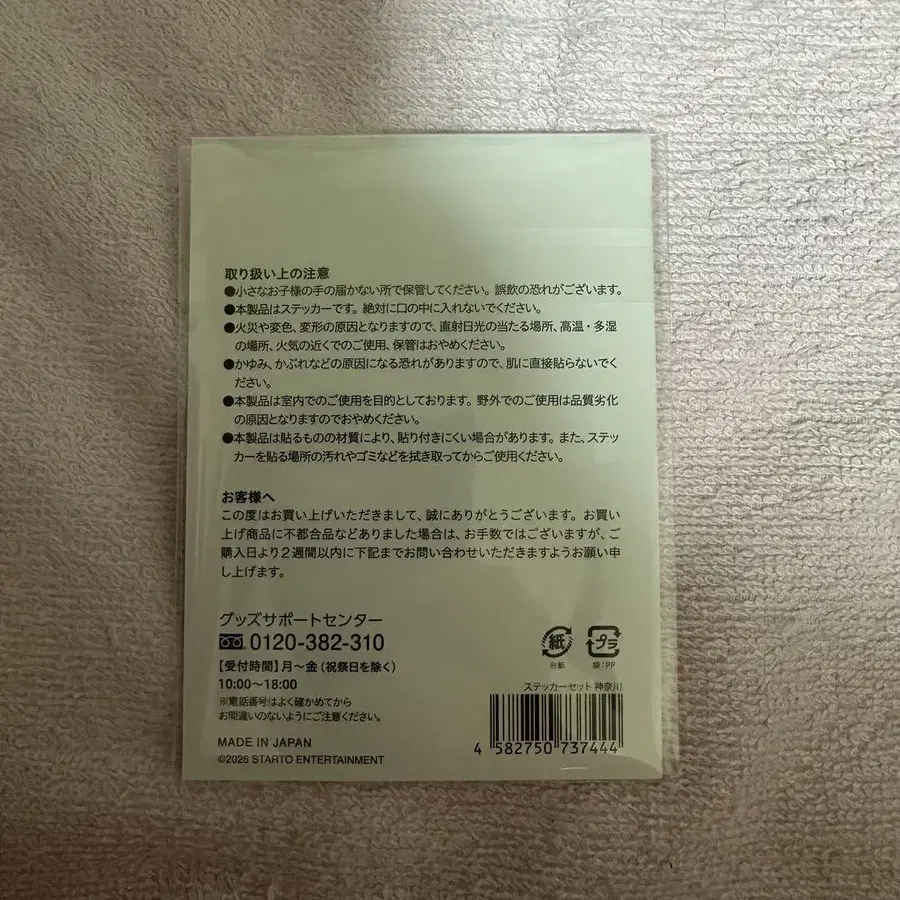 取り扱い上の注意
●小さなお子様の手の届かない所で保管してください。誤飲の恐れがございます。
●本製品はステッカーです。絶対に口の中に入れないでください。
●火災や変色、変形の原因となりますので、直射日光の当たる場所、高温・多湿
の場所、火気の近くでのご使用、保管はおやめください。
●かゆみ、かぶれなどの原因になる恐れがありますので、肌に直接貼らないでく
ださい。
●本製品は室内でのご使用を目的としております。野外でのご使用は品質劣化
の原因となりますのでおやめください。
●本製品は貼るものの材質により、貼り付きにくい場合があります。また、ステッ
カーを貼る場所の汚れやゴミなどを拭き取ってからご使用ください。
お客様へ
この度はお買い上げいただきまして、誠にありがとうございます。お買い
上げ商品に不都合品などありました場合は、お手数ではございますが、ご
購入日より2週間以内に下記までお問い合わせいただきますようお願い申
し上げます。
グッズサポートセンター
0120-382-310
【受付時間】月〜金(祝祭日を除く)
10:00〜18:00
※電話番号はよく確かめてから
お間違いのないようにご注意ください。
MADE IN JAPAN
©2025 STARTO ENTERTAINMENT
紙
台紙
プラ
袋:PP
ステッカーセット 神奈川
4 582750 737444